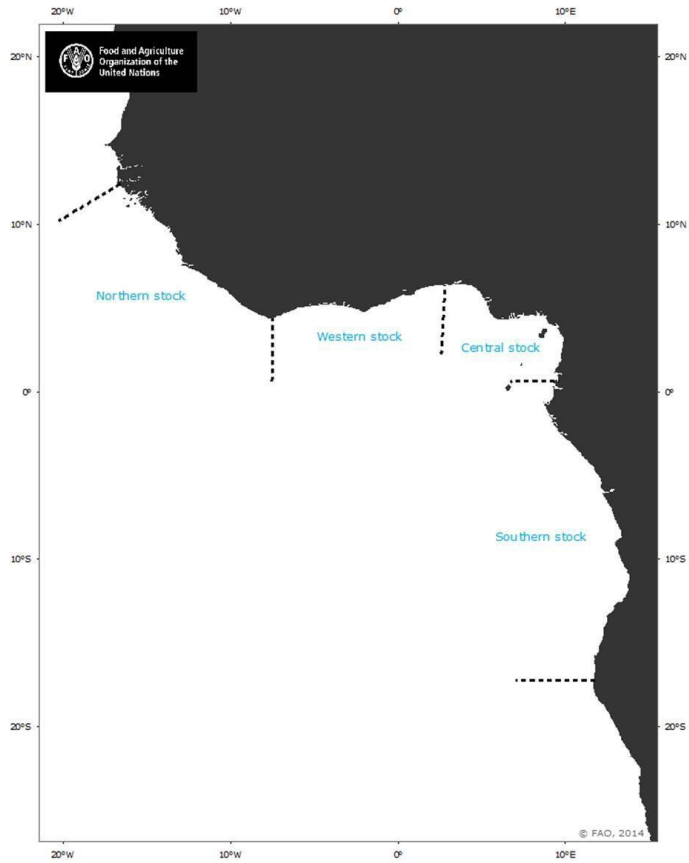 20°W 10°W 0° 10°E
20°N 20°N
FAO
Food and Agriculture
Organization of the
United Nations
10°N 10°N
Northern stock
Western stock
Central stock
0° 0°
Southern stock
10°S 10°S
20°S 20°S
© FAO, 2014
20°W 10°W 0° 10°E